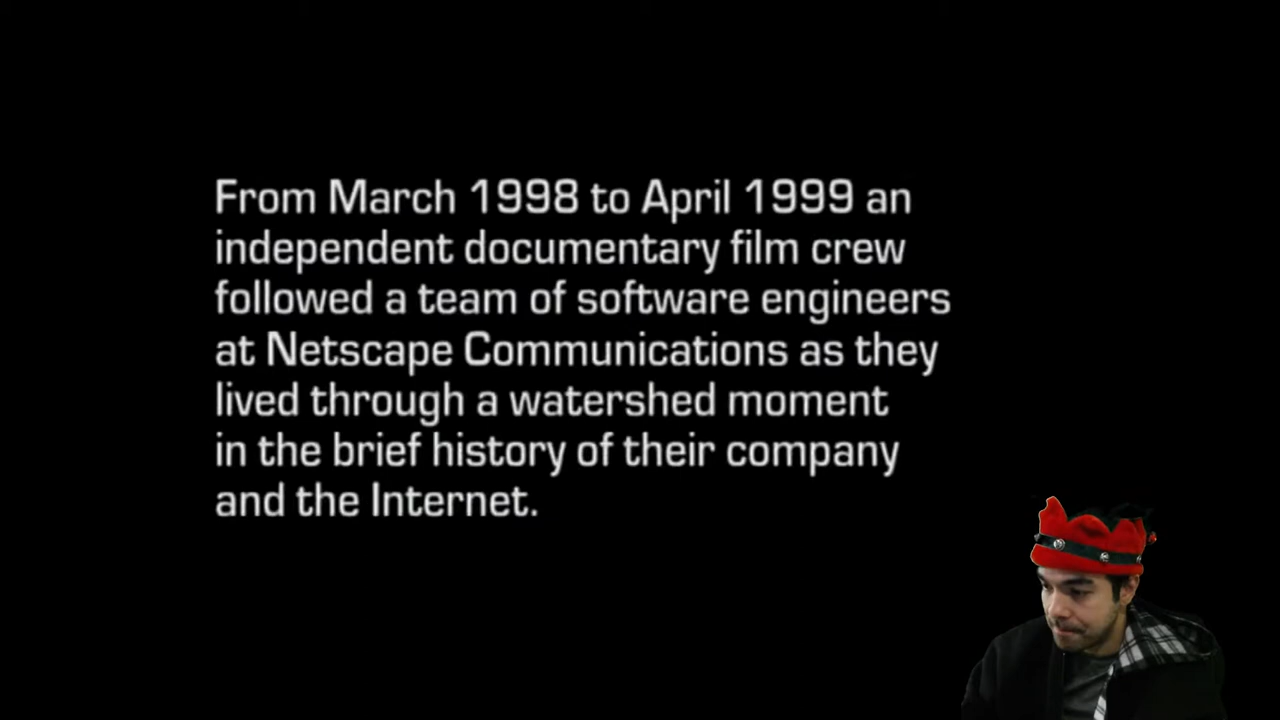 From March 1998 to April 1999 an
independent documentary film crew
followed a team of software engineers
at Netscape Communications as they
lived through a watershed moment
in the brief history of their company
and the Internet.